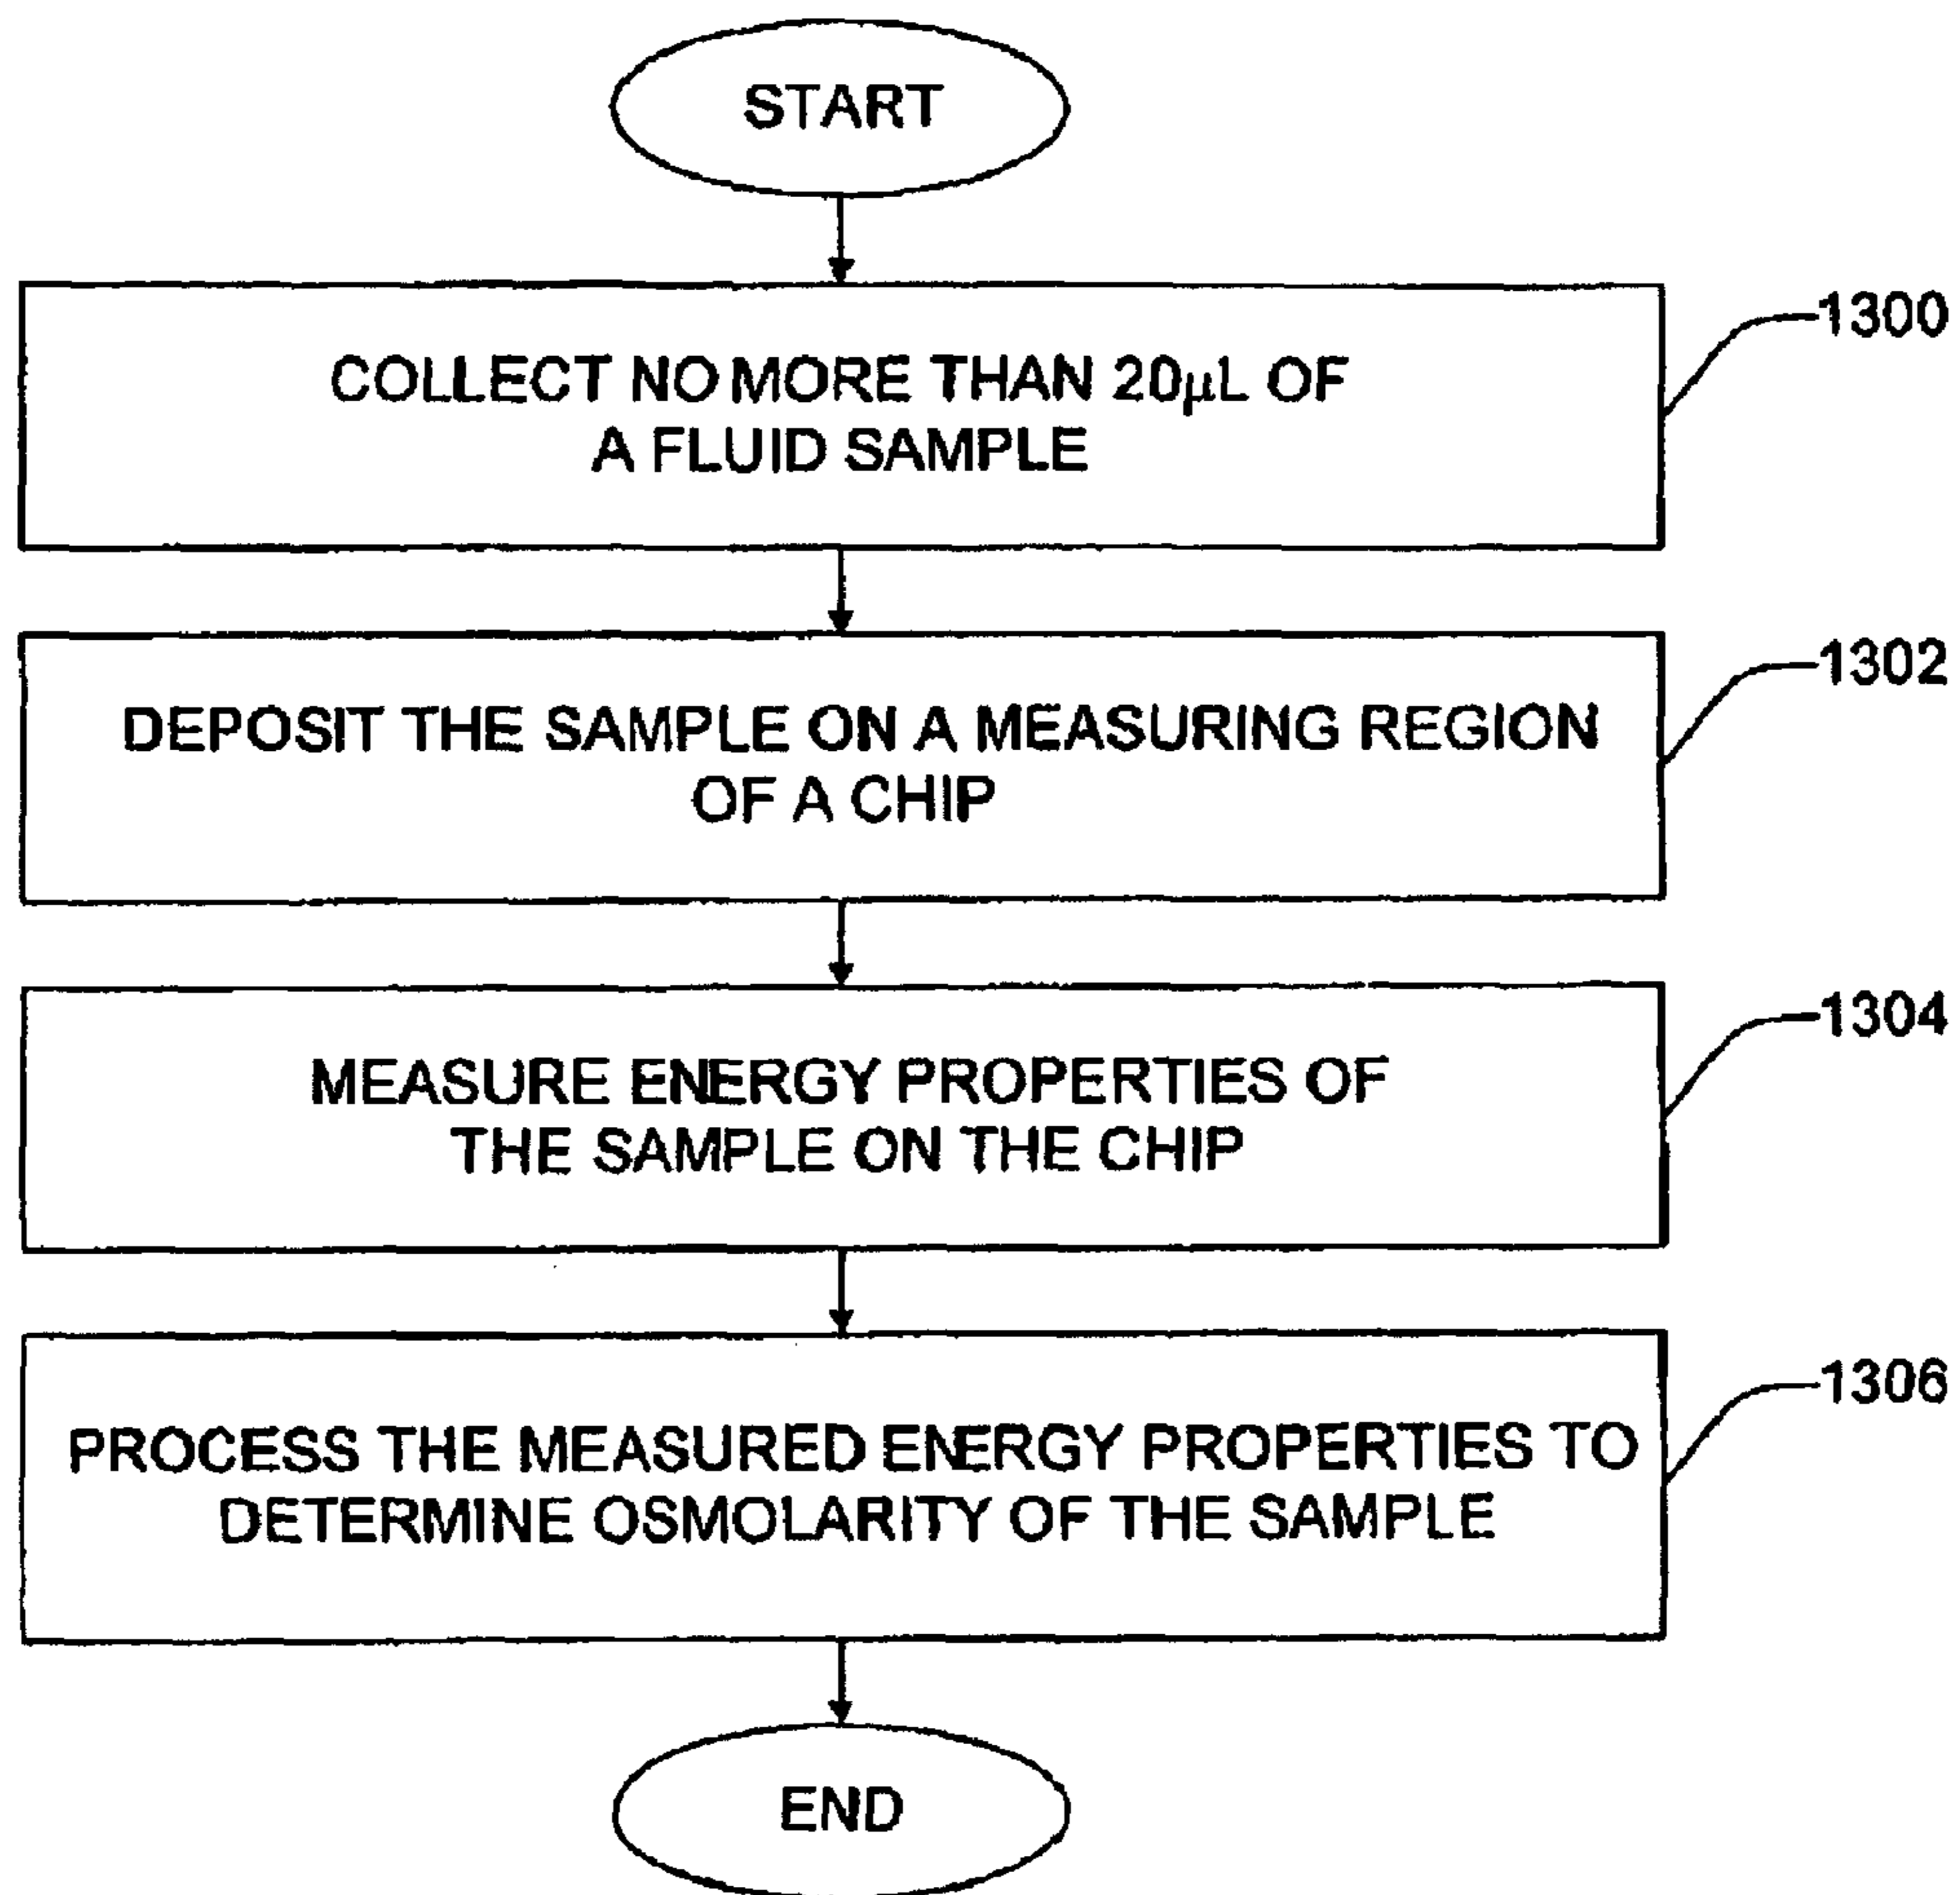 START
1300
COLLECT NO MORE THAN 20µL OF
A FLUID SAMPLE
1302
DEPOSIT THE SAMPLE ON A MEASURING REGION
OF A CHIP
1304
MEASURE ENERGY PROPERTIES OF
THE SAMPLE ON THE CHIP
1306
PROCESS THE MEASURED ENERGY PROPERTIES TO
DETERMINE OSMOLARITY OF THE SAMPLE
END